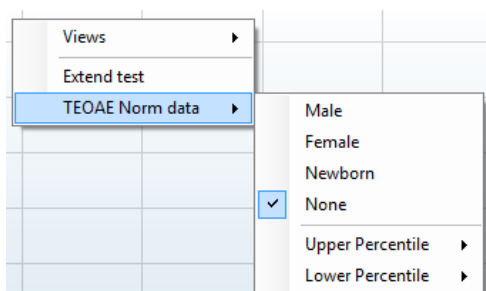 Views
Extend test
TEOAE Norm data
Male
Female
Newborn
None
Upper Percentile
Lower Percentile